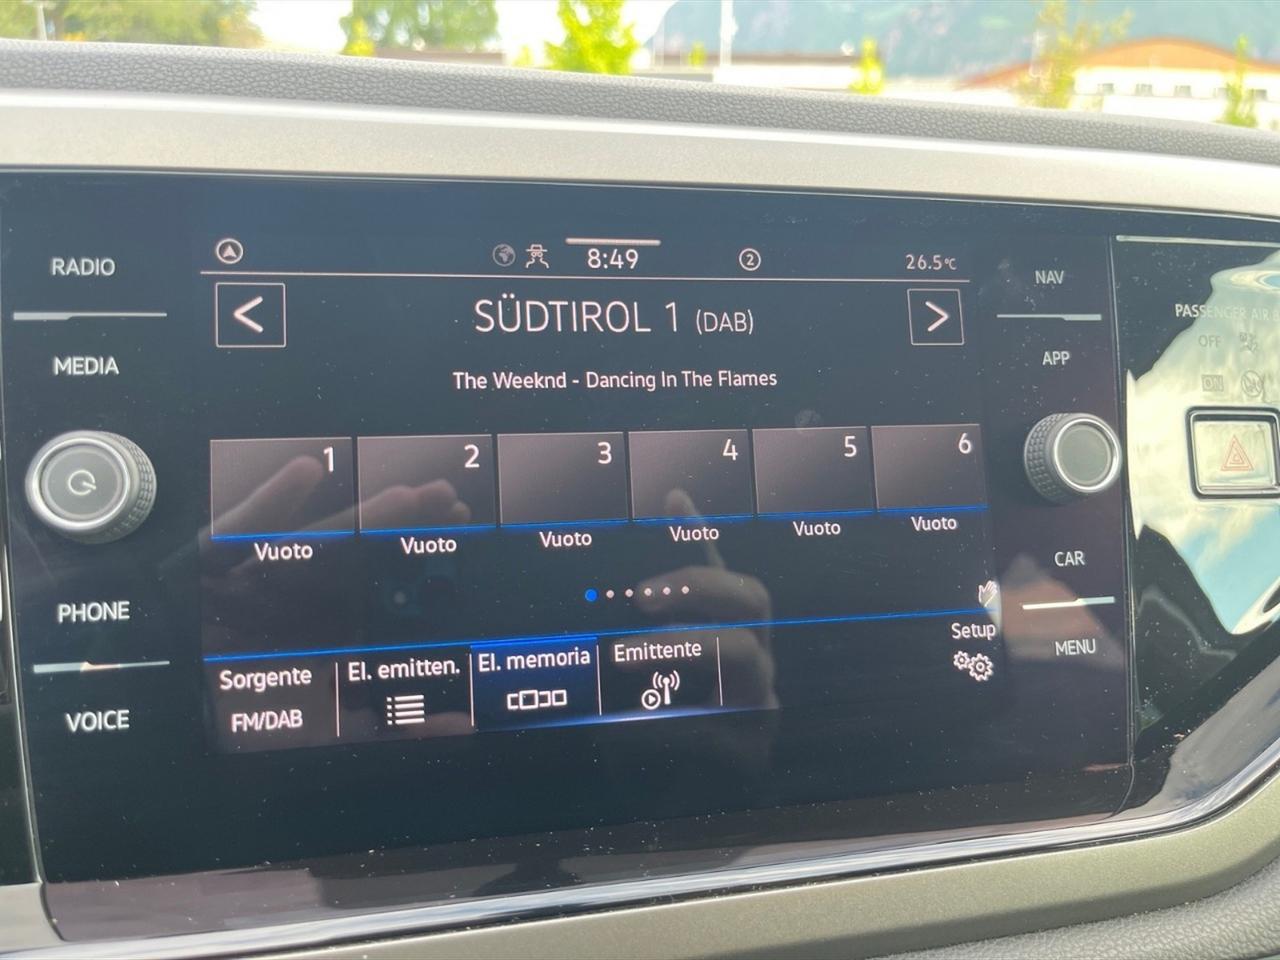 RADIO
MEDIA
PHONE
VOICE
8:49
2
26.5°C
<
SÜDTIROL 1 (DAB)
>
The Weeknd - Dancing In The Flames
1
2
3
4
5
6
Vuoto
Vuoto
Vuoto
Vuoto
Vuoto
Vuoto
Sorgente
FM/DAB
El. emitten.
El. memoria
Emittente
Setup
NAV
APP
CAR
MENU
PASSENGER AIR
OFF
ON